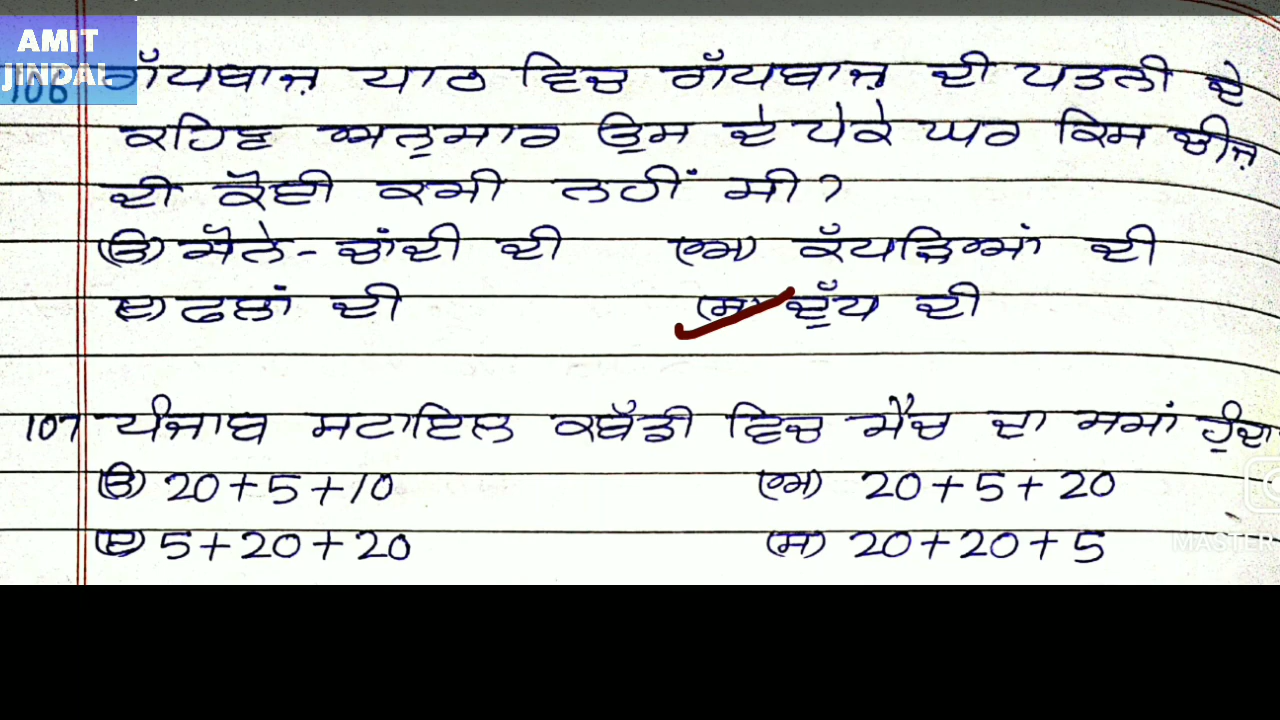 AMIT
JINDAL
106 ਗੱਪਬਾਜ਼ ਪਾਠ ਵਿਚ ਗੱਪਬਾਜ਼ ਦੀ ਪਤਨੀ ਦੇ
ਕਹਿਣ ਅਨੁਸਾਰ ਉਸ ਦੇ ਪੇਕੇ ਘਰ ਕਿਸ ਚੀਜ਼
ਦੀ ਕੋਈ ਕਮੀ ਨਹੀਂ ਸੀ?
(ੳ) ਸੋਨੇ-ਚਾਂਦੀ ਦੀ (ਅ) ਕੱਪੜਿਆਂ ਦੀ
(ੲ) ਫਲਾਂ ਦੀ (ਸ) ਦੁੱਧ ਦੀ
107 ਪੰਜਾਬ ਸਟਾਇਲ ਕਬੱਡੀ ਵਿਚ ਮੈਚ ਦਾ ਸਮਾਂ ਹੁੰਦਾ
(ੳ) 20+5+10 (ਅ) 20+5+20
(ੲ) 5+20+20 (ਸ) 20+20+5
MASTER